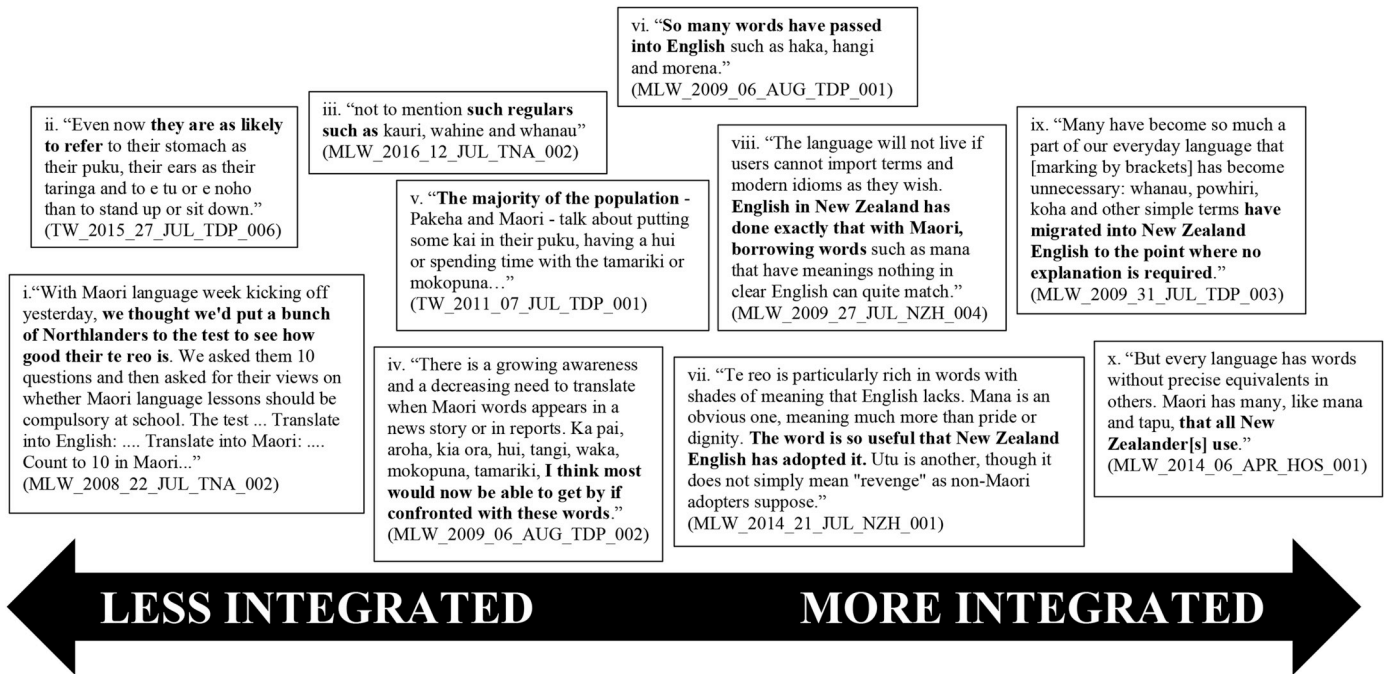 ii. “Even now they are as likely
to refer to their stomach as
their puku, their ears as their
taringa and to e tu or e noho
than to stand up or sit down.”
(TW_2015_27_JUL_TDP_006)
i.“With Maori language week kicking off
yesterday, we thought we'd put a bunch
of Northlanders to the test to see how
good their te reo is. We asked them 10
questions and then asked for their views on
whether Maori language lessons should be
compulsory at school. The test ... Translate
into English: .... Translate into Maori: ....
Count to 10 in Maori...”
(MLW_2008_22_JUL_TNA_002)
iii. “not to mention such regulars
such as kauri, wahine and whanau”
(MLW_2016_12_JUL_TNA_002)
v. “The majority of the population -
Pakeha and Maori - talk about putting
some kai in their puku, having a hui
or spending time with the tamariki or
mokopuna…”
(TW_2011_07_JUL_TDP_001)
iv. “There is a growing awareness
and a decreasing need to translate
when Maori words appears in a
news story or in reports. Ka pai,
aroha, kia ora, hui, tangi, waka,
mokopuna, tamariki, I think most
would now be able to get by if
confronted with these words.”
(MLW_2009_06_AUG_TDP_002)
vi. “So many words have passed
into English such as haka, hangi
and morena.”
(MLW_2009_06_AUG_TDP_001)
viii. “The language will not live if
users cannot import terms and
modern idioms as they wish.
English in New Zealand has
done exactly that with Maori,
borrowing words such as mana
that have meanings nothing in
clear English can quite match.”
(MLW_2009_27_JUL_NZH_004)
vii. “Te reo is particularly rich in words with
shades of meaning that English lacks. Mana is an
obvious one, meaning much more than pride or
dignity. The word is so useful that New Zealand
English has adopted it. Utu is another, though it
does not simply mean "revenge" as non-Maori
adopters suppose.”
(MLW_2014_21_JUL_NZH_001)
ix. “Many have become so much a
part of our everyday language that
[marking by brackets] has become
unnecessary: whanau, powhiri,
koha and other simple terms have
migrated into New Zealand
English to the point where no
explanation is required.”
(MLW_2009_31_JUL_TDP_003)
x. “But every language has words
without precise equivalents in
others. Maori has many, like mana
and tapu, that all New
Zealander[s] use.”
(MLW_2014_06_APR_HOS_001)
LESS INTEGRATED
MORE INTEGRATED